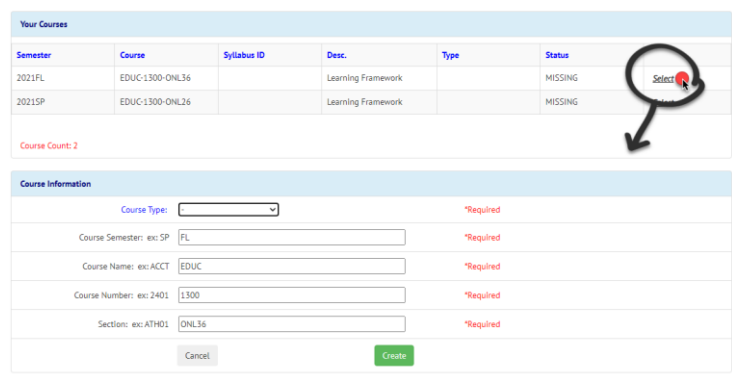 Your Courses
Semester Course Syllabus ID Desc. Type Status
2021FL EDUC-1300-ONL36 Learning Framework MISSING Select
2021SP EDUC-1300-ONL26 Learning Framework MISSING
Course Count: 2
Course Information
Course Type: - *Required
Course Semester: ex: SP FL *Required
Course Name: ex: ACCT EDUC *Required
Course Number: ex: 2401 1300 *Required
Section: ex: ATH01 ONL36 *Required
Cancel Create